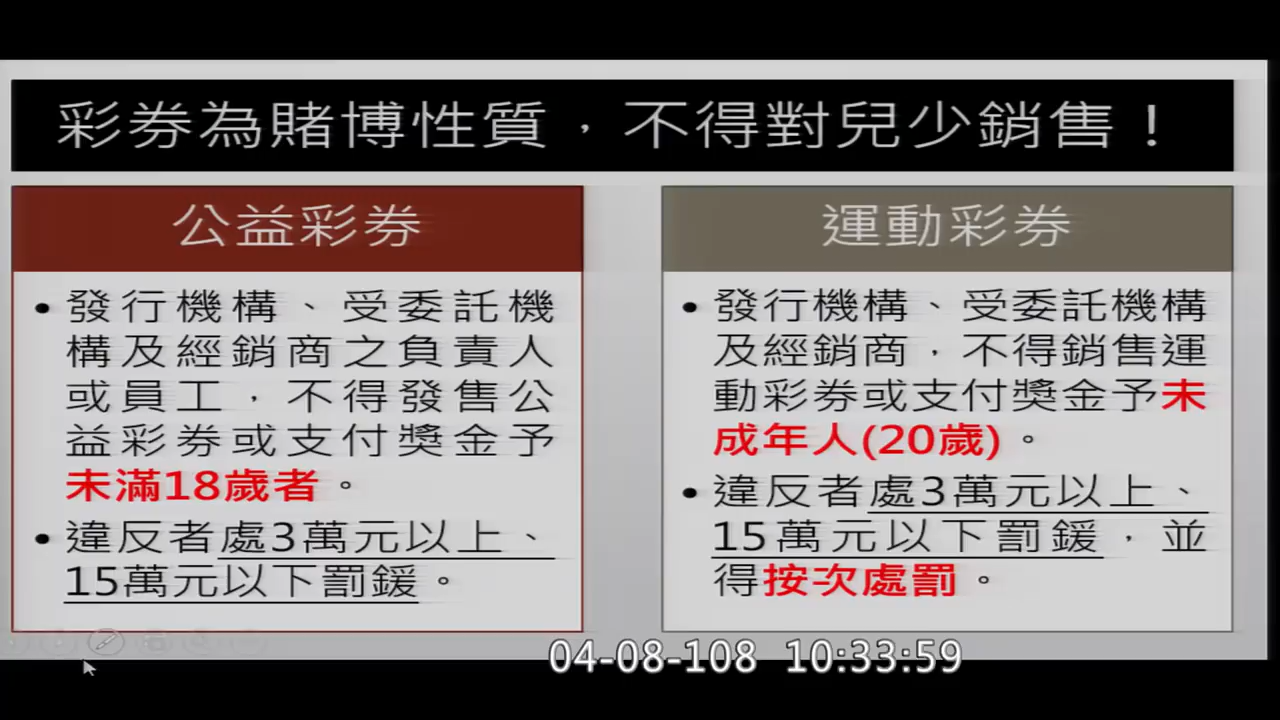 彩券為賭博性質，不得對兒少銷售！
公益彩券
• 發行機構、受委託機
構及經銷商之負責人
或員工，不得發售公
益彩券或支付獎金予
未滿18歲者。
• 違反者處3萬元以上、
15萬元以下罰鍰。
運動彩券
• 發行機構、受委託機構
及經銷商，不得銷售運
動彩券或支付獎金予未
成年人(20歲)。
• 違反者處3萬元以上、
15萬元以下罰鍰，並
得按次處罰。
04-08-108 10:33:59